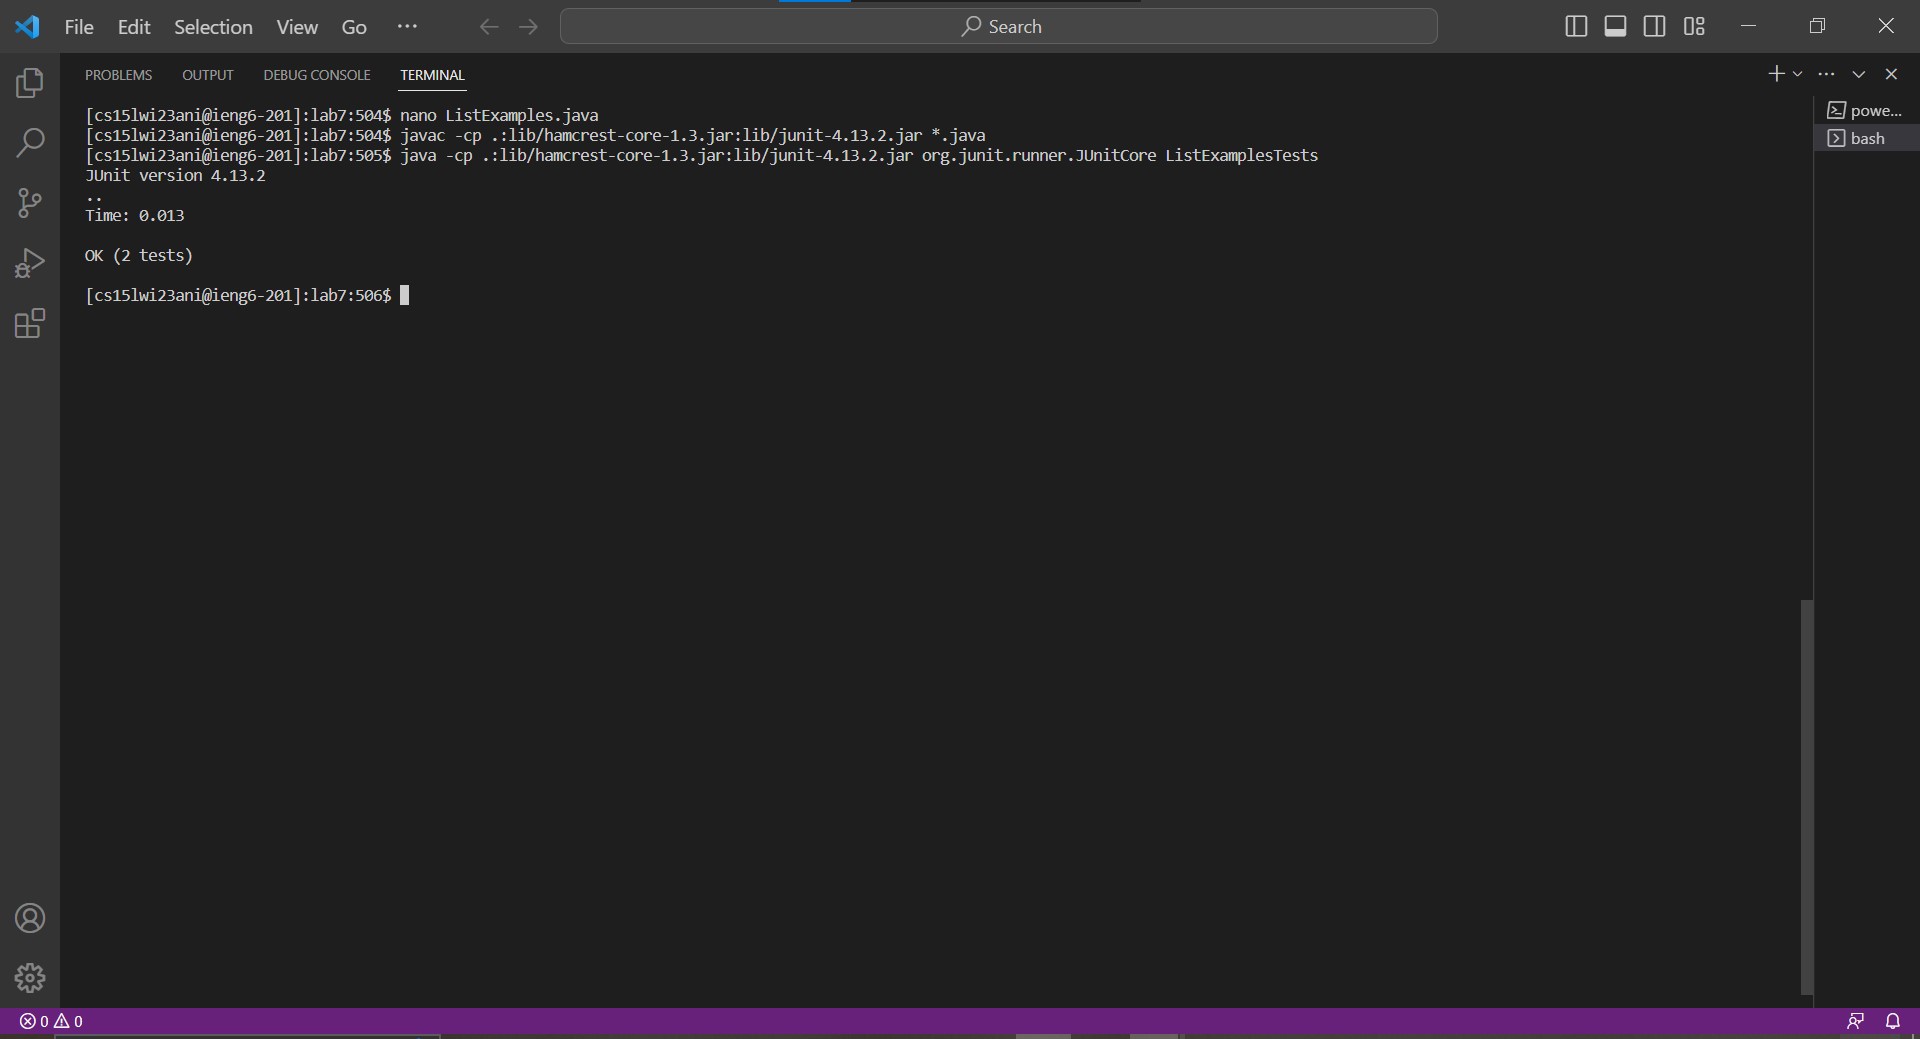 File Edit Selection View Go ···
Search
PROBLEMS OUTPUT DEBUG CONSOLE TERMINAL
[cs15lwi23ani@ieng6-201]:lab7:504$ nano ListExamples.java
[cs15lwi23ani@ieng6-201]:lab7:504$ javac -cp .:lib/hamcrest-core-1.3.jar:lib/junit-4.13.2.jar *.java
[cs15lwi23ani@ieng6-201]:lab7:505$ java -cp .:lib/hamcrest-core-1.3.jar:lib/junit-4.13.2.jar org.junit.runner.JUnitCore ListExamplesTests
JUnit version 4.13.2
..
Time: 0.013
OK (2 tests)
[cs15lwi23ani@ieng6-201]:lab7:506$
powe...
bash
0 0